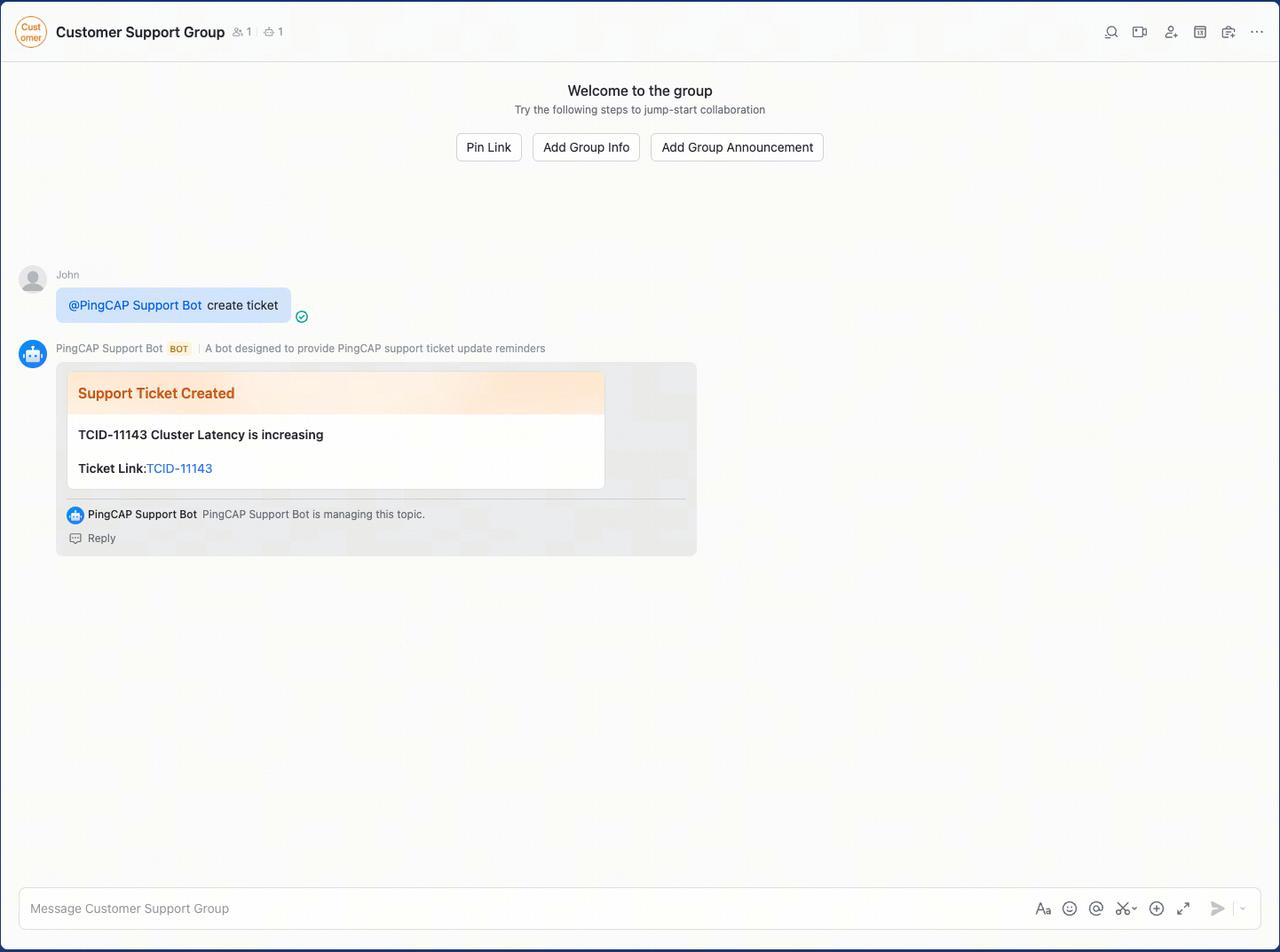 Cust
omer
Customer Support Group 1 1
13
Welcome to the group
Try the following steps to jump-start collaboration
Pin Link Add Group Info Add Group Announcement
John
@PingCAP Support Bot create ticket
PingCAP Support Bot BOT A bot designed to provide PingCAP support ticket update reminders
Support Ticket Created
TCID-11143 Cluster Latency is increasing
Ticket Link:TCID-11143
PingCAP Support Bot PingCAP Support Bot is managing this topic.
Reply
Message Customer Support Group Aa